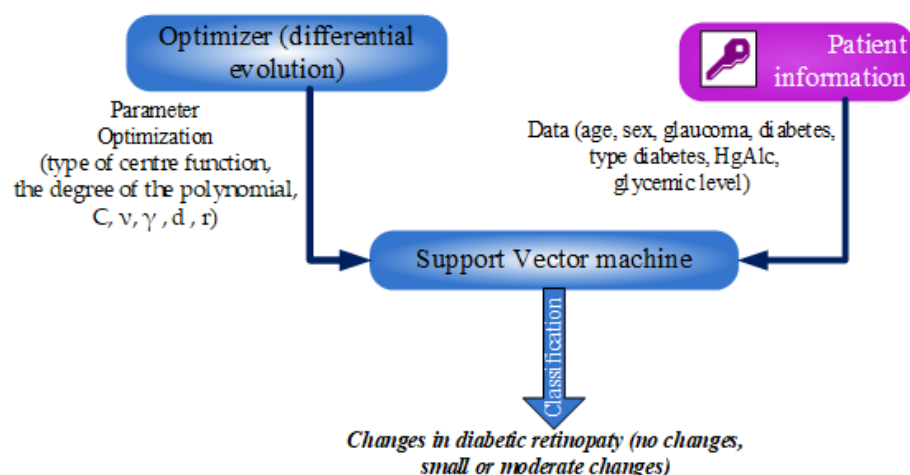 Optimizer (differential
evolution)
Patient
information
Parameter
Optimization
(type of centre function,
the degree of the polynomial,
C, ν, γ , d , r)
Data (age, sex, glaucoma, diabetes,
type diabetes, HgAlc,
glycemic level)
Support Vector machine
Classification
Changes in diabetic retinopaty (no changes,
small or moderate changes)